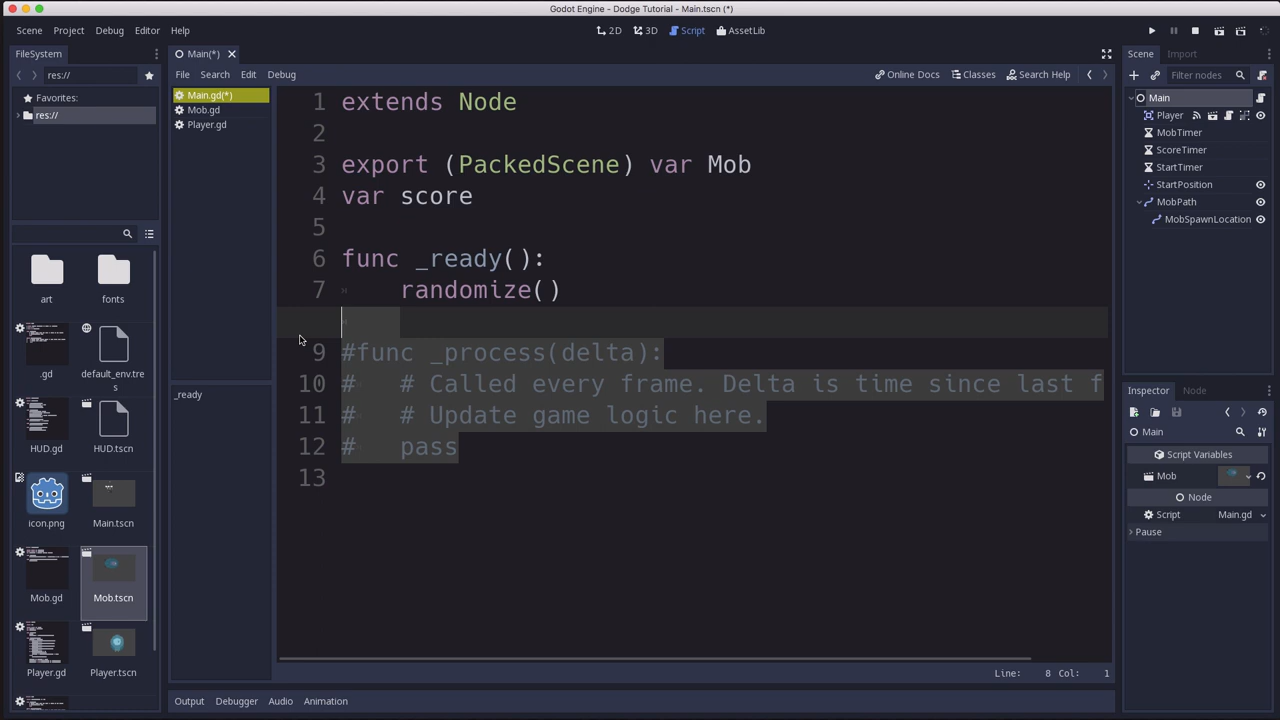 Godot Engine - Dodge Tutorial - Main.tscn (*)
Scene Project Debug Editor Help
2D 3D Script AssetLib
FileSystem
res://
Favorites:
res://
art
fonts
.gd
default_env.tres
HUD.gd
HUD.tscn
icon.png
Main.tscn
Mob.gd
Mob.tscn
Player.gd
Player.tscn
Main(*)
File Search Edit Debug
Online Docs Classes Search Help
Main.gd(*)
Mob.gd
Player.gd
_ready
1 extends Node
2
3 export (PackedScene) var Mob
4 var score
5
6 func _ready():
7 randomize()
9 #func _process(delta):
10 # # Called every frame. Delta is time since last f
11 # # Update game logic here.
12 # pass
13
Line: 8 Col: 1
Output Debugger Audio Animation
Scene Import
Filter nodes
Main
Player
MobTimer
ScoreTimer
StartTimer
StartPosition
MobPath
MobSpawnLocation
Inspector Node
Main
Script Variables
Mob
Node
Script Main.gd
Pause